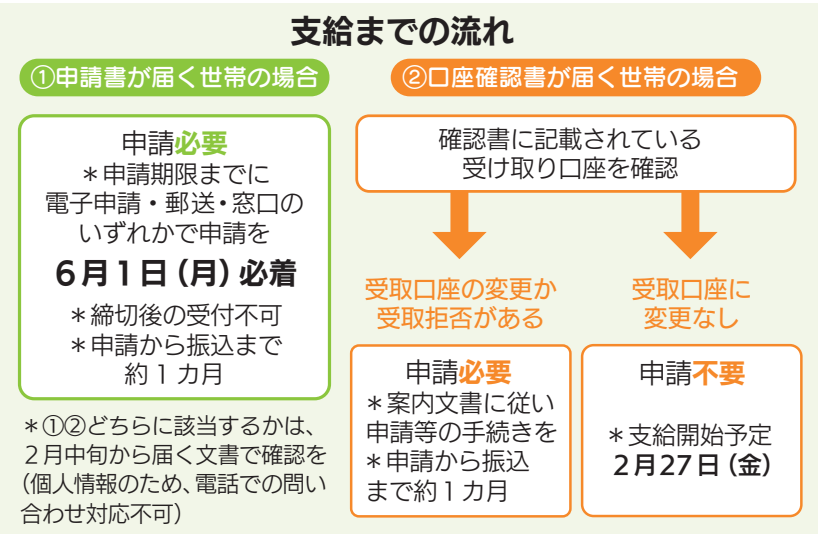 支給までの流れ
①申請書が届く世帯の場合
申請必要
＊申請期限までに
電子申請・郵送・窓口の
いずれかで申請を
6月1日（月）必着
＊締切後の受付不可
＊申請から振込まで
約1カ月
＊①②どちらに該当するかは、
2月中旬から届く文書で確認を
（個人情報のため、電話での問い
合わせ対応不可）
②口座確認書が届く世帯の場合
確認書に記載されている
受け取り口座を確認
受取口座の変更か
受取拒否がある
申請必要
＊案内文書に従い
申請等の手続きを
＊申請から振込
まで約1カ月
受取口座に
変更なし
申請不要
＊支給開始予定
2月27日（金）